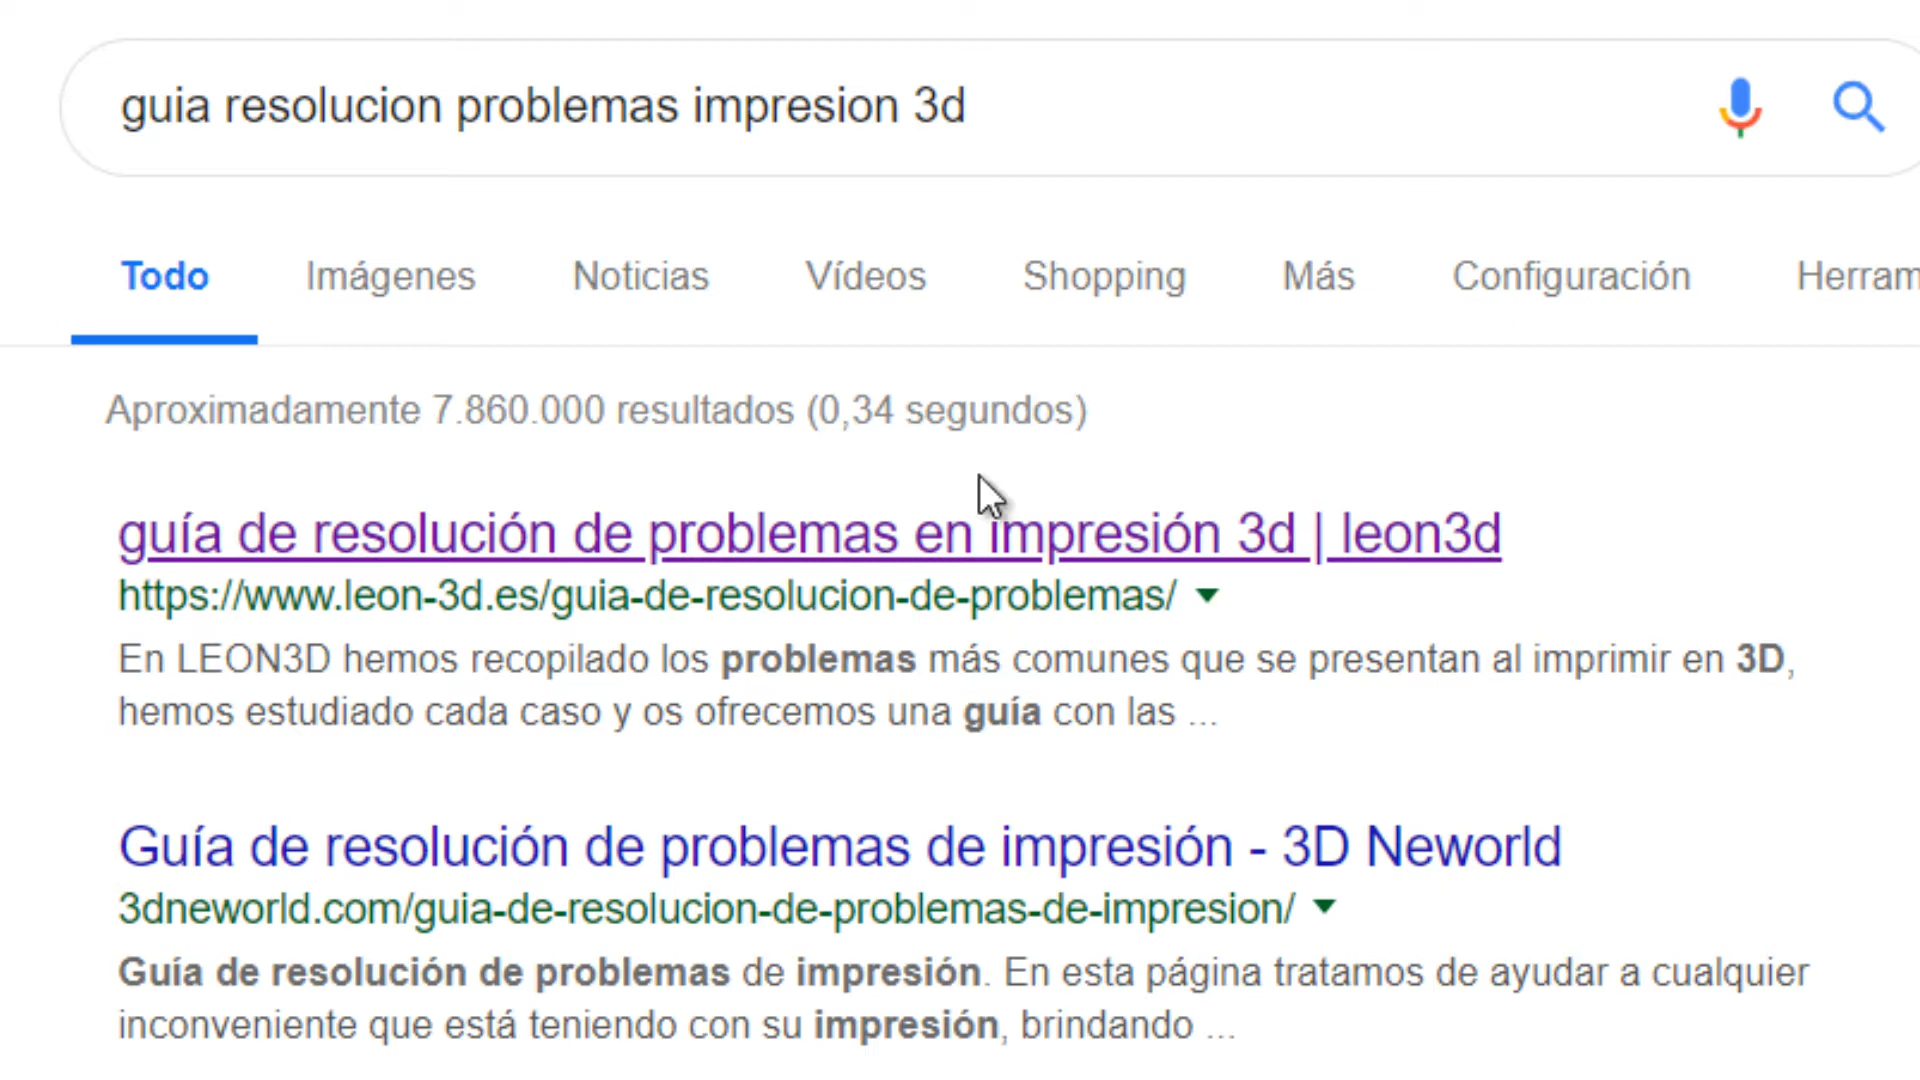 guia resolucion problemas impresion 3d
Todo Imágenes Noticias Vídeos Shopping Más Configuración Herram
Aproximadamente 7.860.000 resultados (0,34 segundos)
guía de resolución de problemas en impresión 3d | leon3d
https://www.leon-3d.es/guia-de-resolucion-de-problemas/
En LEON3D hemos recopilado los problemas más comunes que se presentan al imprimir en 3D,
hemos estudiado cada caso y os ofrecemos una guía con las ...
Guía de resolución de problemas de impresión - 3D Neworld
3dneworld.com/guia-de-resolucion-de-problemas-de-impresion/
Guía de resolución de problemas de impresión. En esta página tratamos de ayudar a cualquier
inconveniente que está teniendo con su impresión, brindando ...